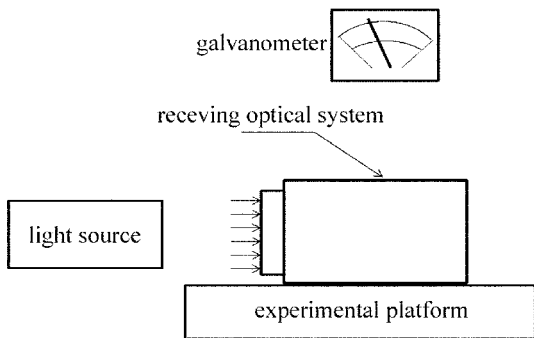 galvanometer
receving optical system
light source
experimental platform